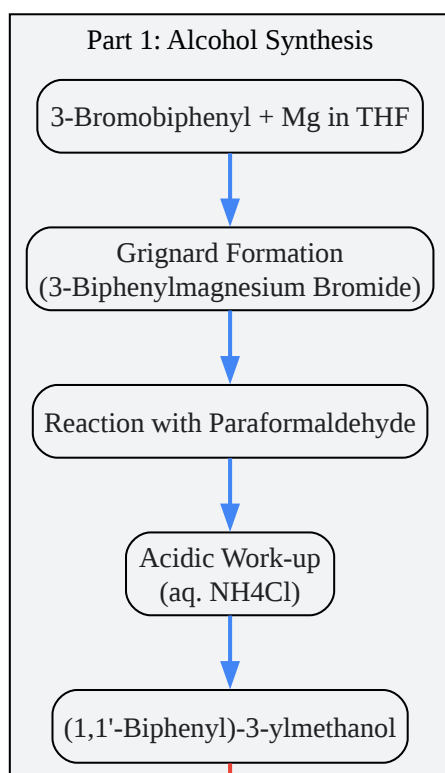 Part 1: Alcohol Synthesis
3-Bromobiphenyl + Mg in THF
Grignard Formation
(3-Biphenylmagnesium Bromide)
Reaction with Paraformaldehyde
Acidic Work-up
(aq. NH4Cl)
(1,1'-Biphenyl)-3-ylmethanol